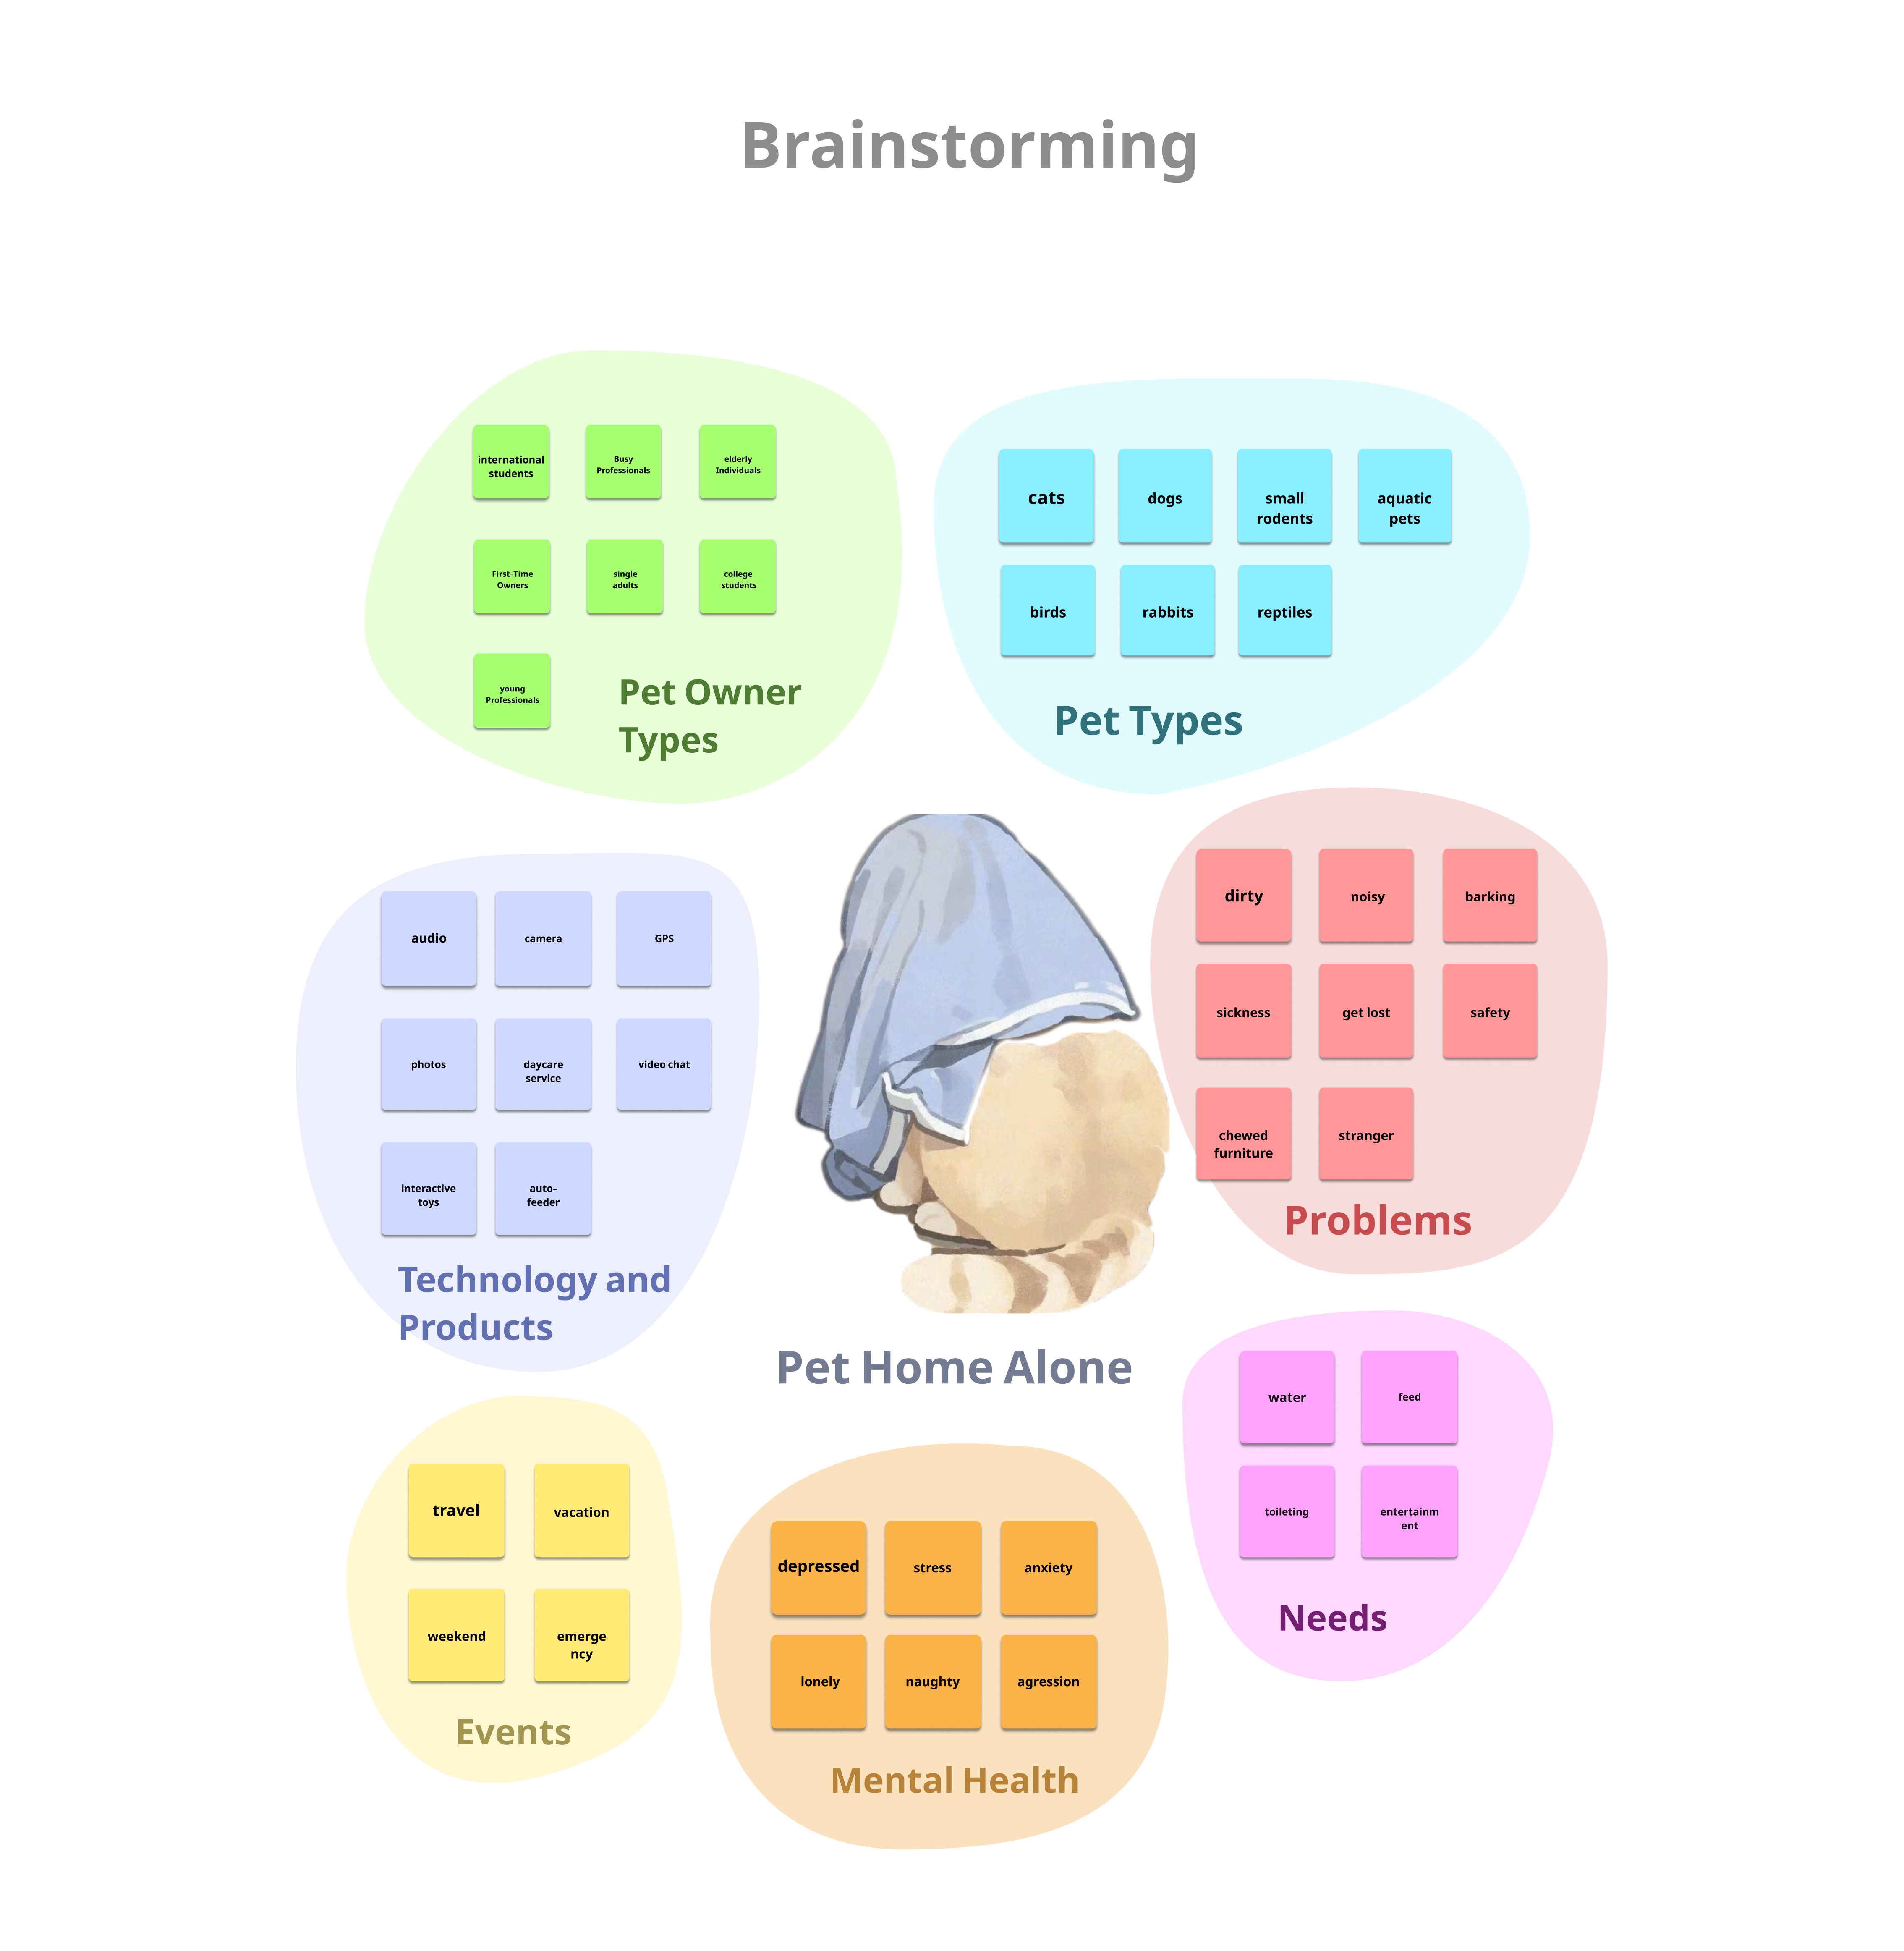 Brainstorming
international
students
Busy
Professionals
elderly
Individuals
First-Time
Owners
single
adults
college
students
young
Professionals
Pet Owner
Types
cats
dogs
small
rodents
aquatic
pets
birds
rabbits
reptiles
Pet Types
audio
camera
GPS
photos
daycare
service
video chat
interactive
toys
auto-
feeder
Technology and
Products
dirty
noisy
barking
sickness
get lost
safety
chewed
furniture
stranger
Problems
Pet Home Alone
travel
vacation
weekend
emerge
ncy
Events
depressed
stress
anxiety
lonely
naughty
agression
Mental Health
water
feed
toileting
entertainm
ent
Needs